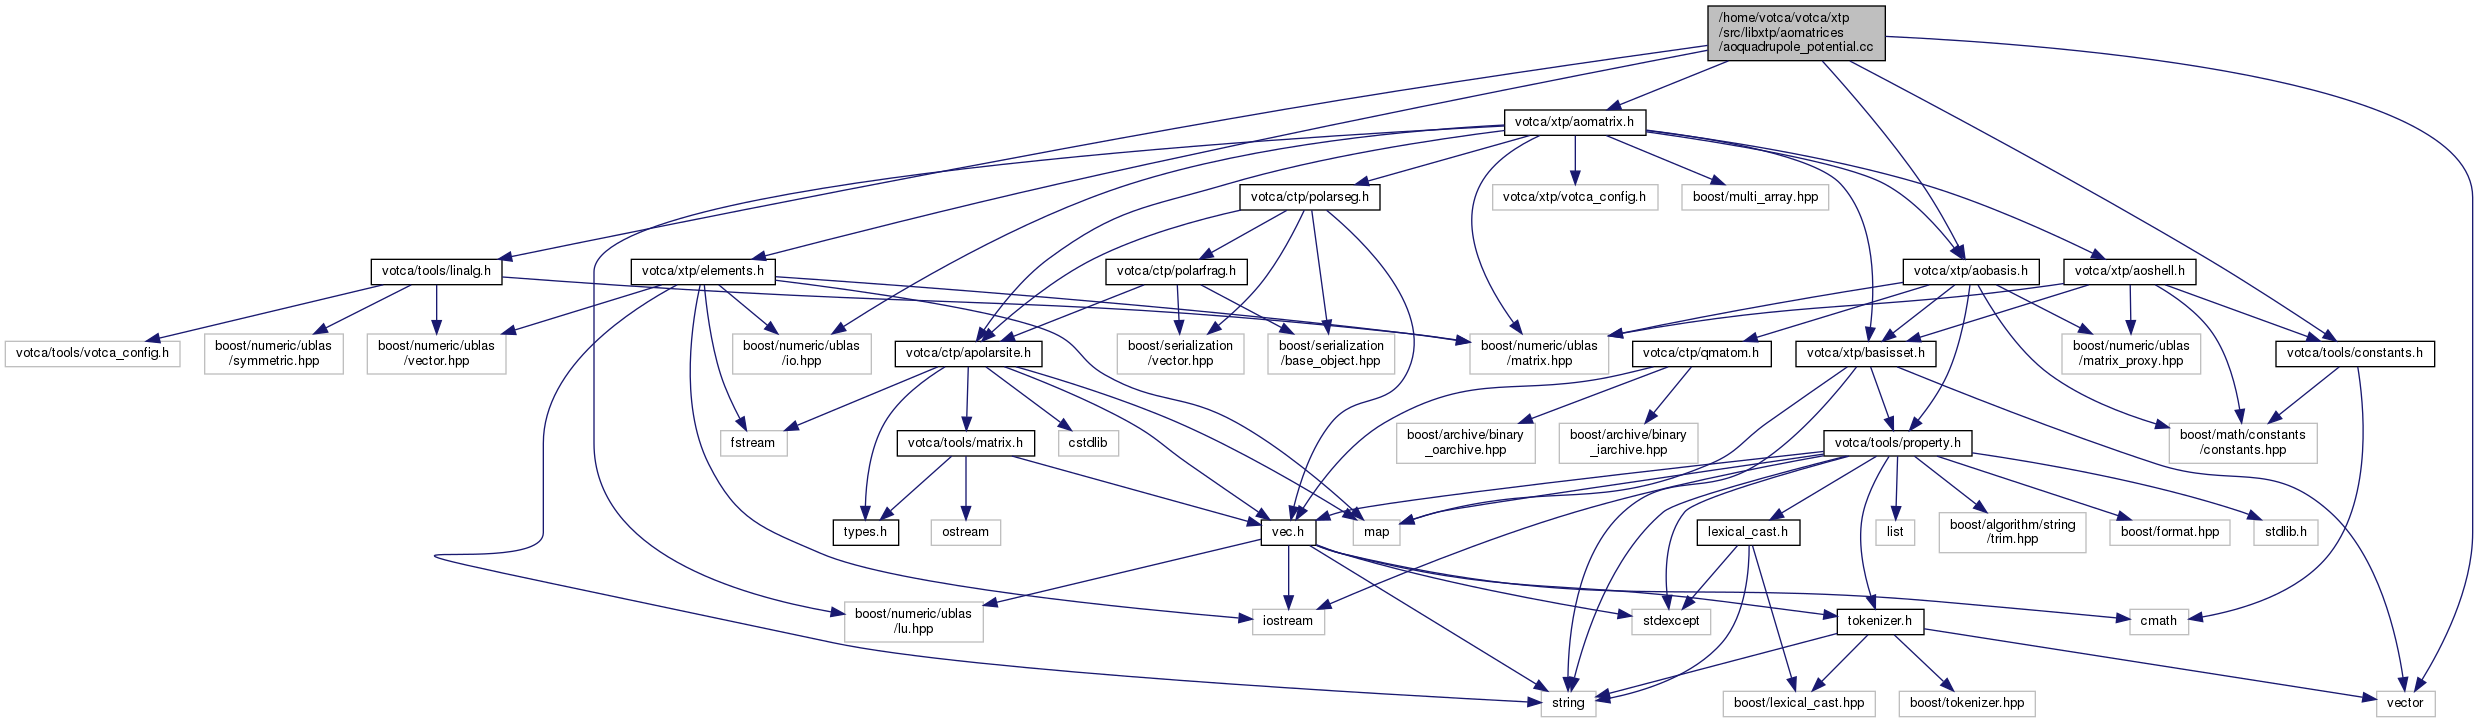 /home/votca/votca/xtp
/src/libxtp/aomatrices
/aoquadrupole_potential.cc
votca/xtp/aomatrix.h
votca/ctp/polarseg.h
votca/xtp/votca_config.h
boost/multi_array.hpp
votca/tools/linalg.h
votca/xtp/elements.h
votca/ctp/polarfrag.h
votca/xtp/aobasis.h
votca/xtp/aoshell.h
votca/tools/votca_config.h
boost/numeric/ublas
/symmetric.hpp
boost/numeric/ublas
/vector.hpp
boost/numeric/ublas
/io.hpp
votca/ctp/apolarsite.h
boost/serialization
/vector.hpp
boost/serialization
/base_object.hpp
boost/numeric/ublas
/matrix.hpp
votca/ctp/qmatom.h
votca/xtp/basisset.h
boost/numeric/ublas
/matrix_proxy.hpp
votca/tools/constants.h
fstream
votca/tools/matrix.h
cstdlib
boost/archive/binary
_oarchive.hpp
boost/archive/binary
_iarchive.hpp
votca/tools/property.h
boost/math/constants
/constants.hpp
types.h
ostream
vec.h
map
lexical_cast.h
list
boost/algorithm/string
/trim.hpp
boost/format.hpp
stdlib.h
boost/numeric/ublas
/lu.hpp
iostream
stdexcept
tokenizer.h
cmath
string
boost/lexical_cast.hpp
boost/tokenizer.hpp
vector